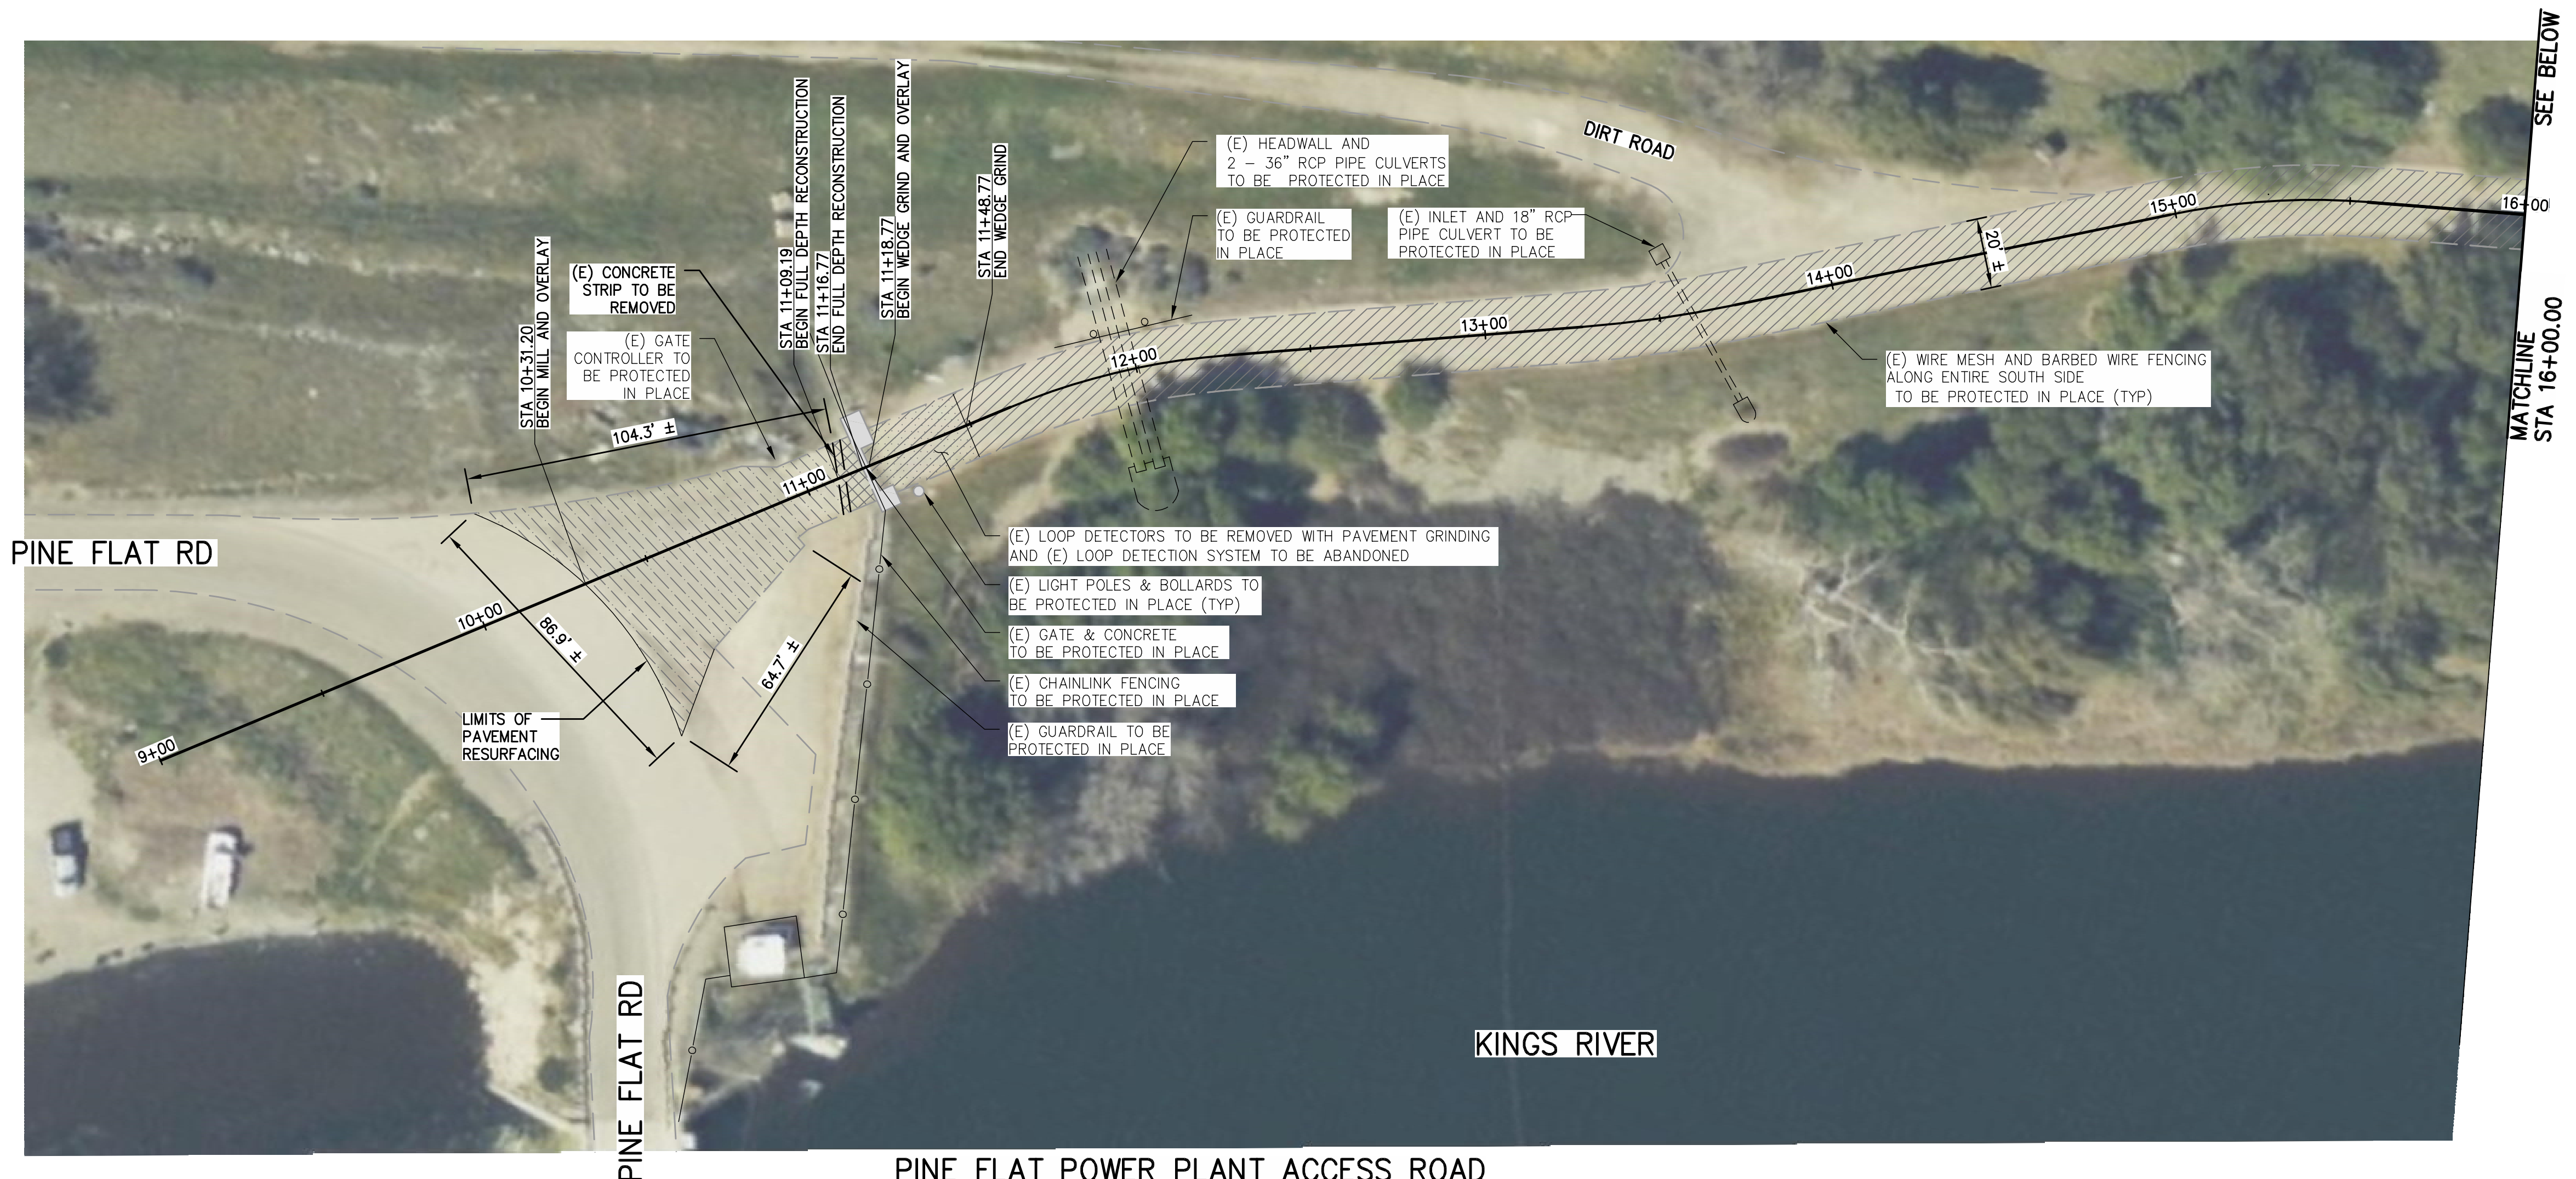 SEE BELOW
MATCHLINE
STA 16+00.00
STA 10+31.20
BEGIN MILL AND OVERLAY
(E) CONCRETE
STRIP TO BE
REMOVED
(E) GATE
CONTROLLER TO
BE PROTECTED
IN PLACE
STA 11+09.19
BEGIN FULL DEPTH RECONSTRUCTION
STA 11+16.77
END FULL DEPTH RECONSTRUCTION
STA 11+18.77
BEGIN WEDGE GRIND AND OVERLAY
STA 11+48.77
END WEDGE GRIND
(E) HEADWALL AND
2 - 36" RCP PIPE CULVERTS
TO BE PROTECTED IN PLACE
(E) GUARDRAIL
TO BE PROTECTED
IN PLACE
(E) INLET AND 18" RCP
PIPE CULVERT TO BE
PROTECTED IN PLACE
DIRT ROAD
9+00
10+00
11+00
12+00
13+00
14+00
15+00
16+00
20' ±
104.3' ±
86.9' ±
64.7' ±
(E) WIRE MESH AND BARBED WIRE FENCING
ALONG ENTIRE SOUTH SIDE
TO BE PROTECTED IN PLACE (TYP)
PINE FLAT RD
(E) LOOP DETECTORS TO BE REMOVED WITH PAVEMENT GRINDING
AND (E) LOOP DETECTION SYSTEM TO BE ABANDONED
(E) LIGHT POLES & BOLLARDS TO
BE PROTECTED IN PLACE (TYP)
(E) GATE & CONCRETE
TO BE PROTECTED IN PLACE
(E) CHAINLINK FENCING
TO BE PROTECTED IN PLACE
(E) GUARDRAIL TO BE
PROTECTED IN PLACE
LIMITS OF
PAVEMENT
RESURFACING
PINE FLAT RD
KINGS RIVER
PINE FLAT POWER PLANT ACCESS ROAD